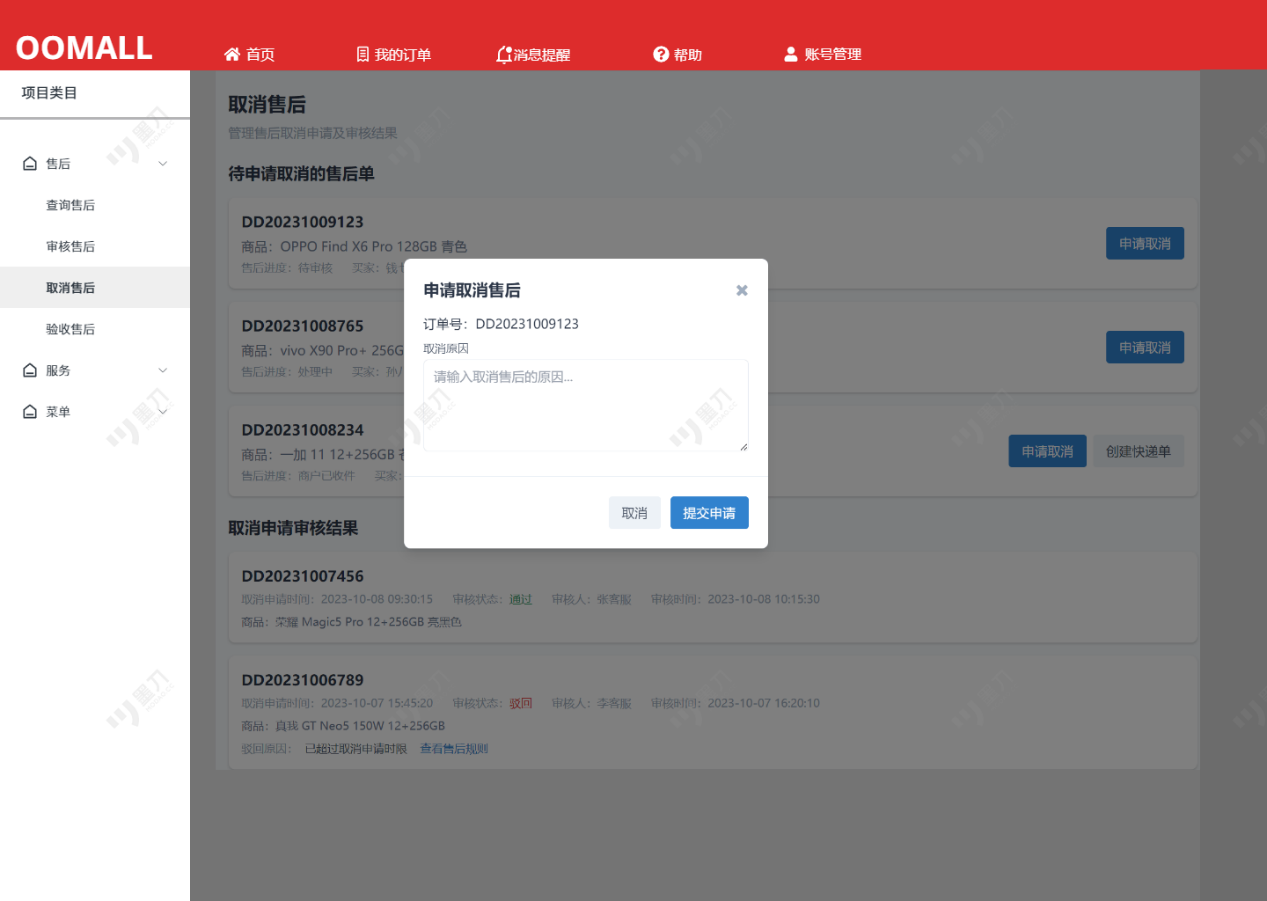 OOMALL
首页 我的订单 消息提醒 帮助 账号管理
项目类目
售后
查询售后
审核售后
取消售后
验收售后
服务
菜单
取消售后
管理售后取消申请及审核结果
待申请取消的售后单
DD20231009123
商品：OPPO Find X6 Pro 128GB 青色
售后进度：待审核 买家：钱
申请取消
DD20231008765
商品：vivo X90 Pro+ 256G
售后进度：处理中 买家：孙
申请取消
DD20231008234
商品：一加 11 12+256GB
售后进度：商户已收件 买家：
申请取消 创建快递单
申请取消售后
订单号：DD20231009123
取消原因
请输入取消售后的原因...
取消 提交申请
取消申请审核结果
DD20231007456
取消申请时间：2023-10-08 09:30:15 审核状态：通过 审核人：张客服 审核时间：2023-10-08 10:15:30
商品：荣耀 Magic5 Pro 12+256GB 亮黑色
DD20231006789
取消申请时间：2023-10-07 15:45:20 审核状态：驳回 审核人：李客服 审核时间：2023-10-07 16:20:10
商品：真我 GT Neo5 150W 12+256GB
驳回原因： 已超过取消申请时限 查看售后规则
墨刀